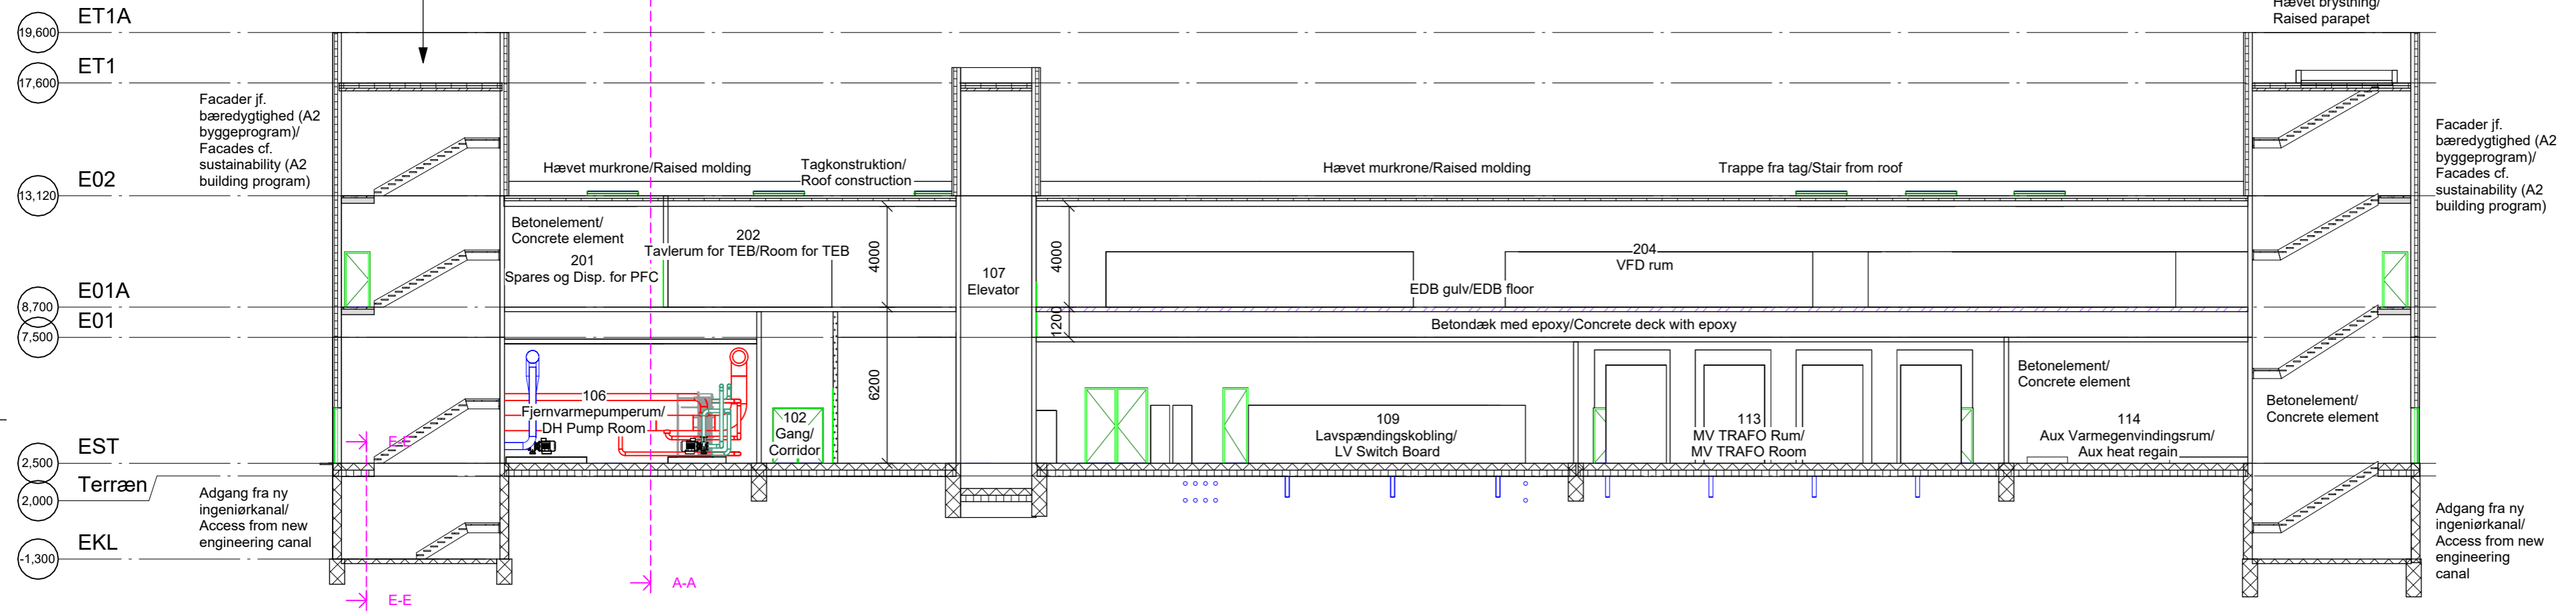 ET1A
19,600
ET1
17,600
Facader jf.
bæredygtighed (A2
byggeprogram)/
Facades cf.
sustainability (A2
building program)
E02
13,120
E01A
8,700
E01
7,500
EST
2,500
Terræn
2,000
EKL
-1,300
Adgang fra ny
ingeniørkanal/
Access from new
engineering canal
E-E
E-E
A-A
Hævet murkrone/Raised molding
Tagkonstruktion/
Roof construction
Betonelement/
Concrete element
201
Spares og Disp. for PFC
202
Tavlerum for TEB/Room for TEB
4000
6200
106
Fjernvarmepumperum/
DH Pump Room
102
Gang/
Corridor
107
Elevator
4000
1200
Hævet murkrone/Raised molding
Trappe fra tag/Stair from roof
204
VFD rum
EDB gulv/EDB floor
Betondæk med epoxy/Concrete deck with epoxy
109
Lavspændingskobling/
LV Switch Board
113
MV TRAFO Rum/
MV TRAFO Room
Betonelement/
Concrete element
114
Aux Varmegenvindingsrum/
Aux heat regain
Betonelement/
Concrete element
Hævet brystning/
Raised parapet
Facader jf.
bæredygtighed (A2
byggeprogram)/
Facades cf.
sustainability (A2
building program)
Adgang fra ny
ingeniørkanal/
Access from new
engineering
canal